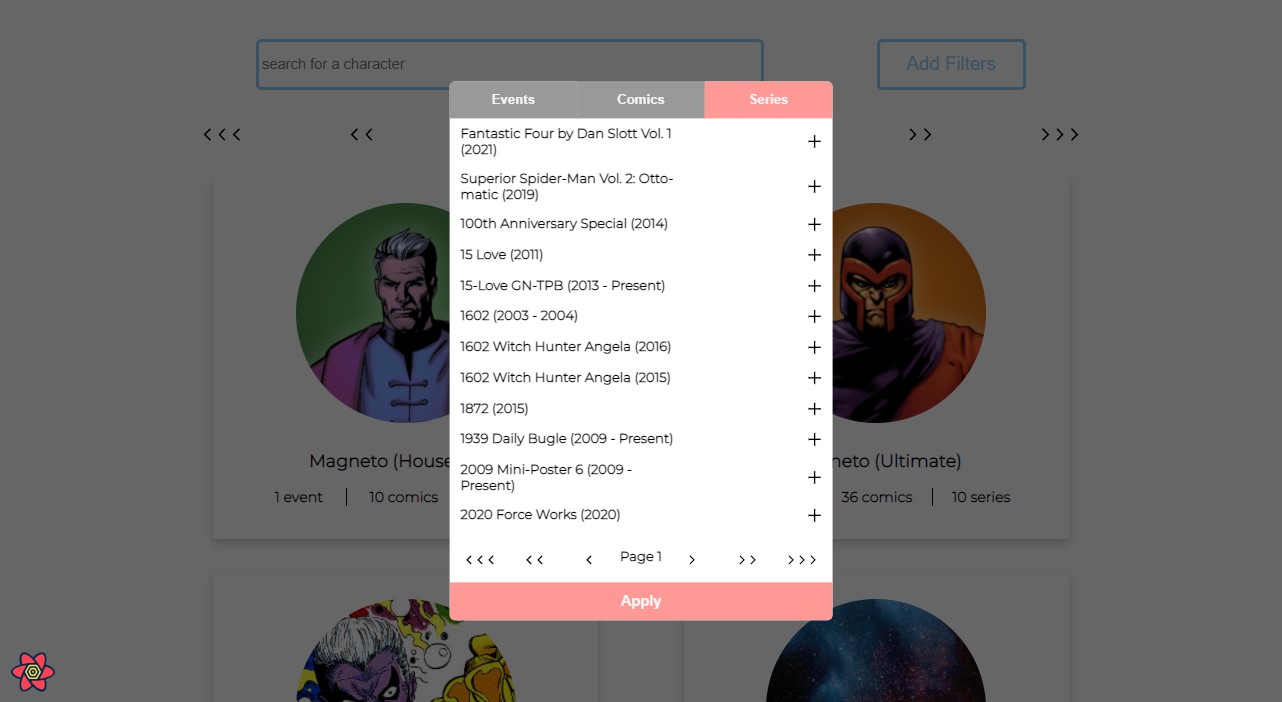 search for a character
Add Filters
Events
Comics
Series
< < <
< <
> >
> > >
Fantastic Four by Dan Slott Vol. 1
(2021)
Superior Spider-Man Vol. 2: Otto-
matic (2019)
100th Anniversary Special (2014)
15 Love (2011)
15-Love GN-TPB (2013 - Present)
1602 (2003 - 2004)
1602 Witch Hunter Angela (2016)
1602 Witch Hunter Angela (2015)
1872 (2015)
1939 Daily Bugle (2009 - Present)
2009 Mini-Poster 6 (2009 -
Present)
2020 Force Works (2020)
< < <
< <
<
Page 1
>
> >
> > >
Apply
Magneto (House
1 event | 10 comics
neto (Ultimate)
36 comics | 10 series